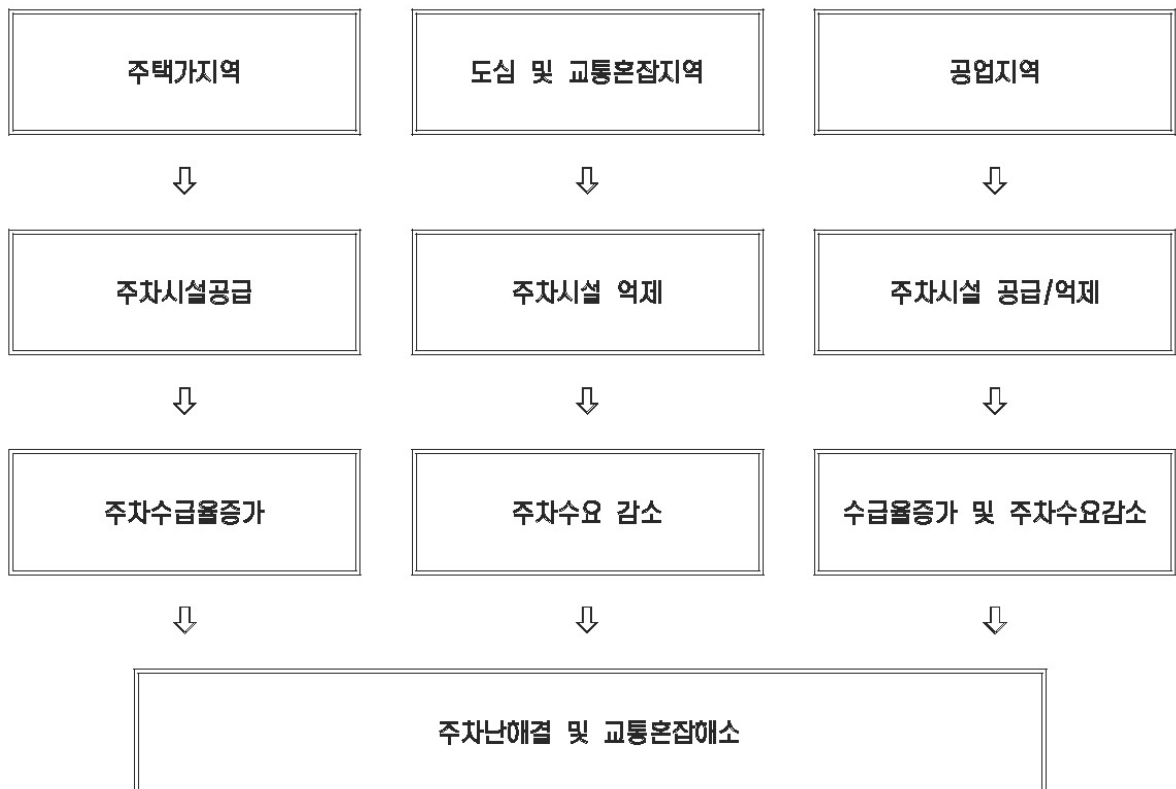 주택가지역
도심 및 교통혼잡지역
공업지역
⇩ ⇩ ⇩
주차시설공급
주차시설 억제
주차시설 공급/억제
⇩ ⇩ ⇩
주차수급율증가
주차수요 감소
수급율증가 및 주차수요감소
⇩ ⇩ ⇩
주차난해결 및 교통혼잡해소